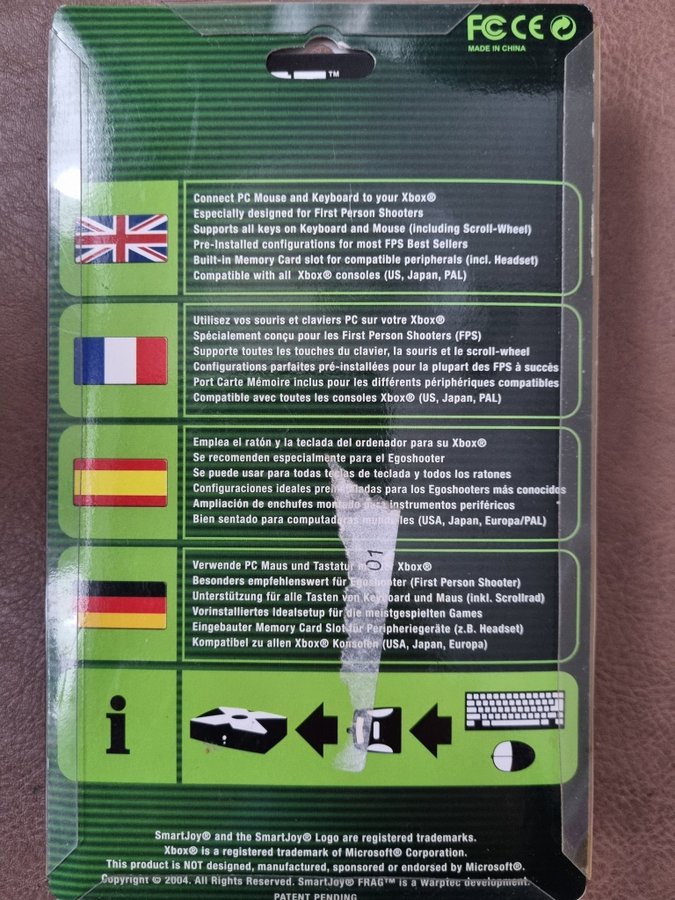 FC CE
MADE IN CHINA
TM
Connect PC Mouse and Keyboard to your Xbox®
Especially designed for First Person Shooters
Supports all keys on Keyboard and Mouse (including Scroll-Wheel)
Pre-Installed configurations for most FPS Best Sellers
Built-in Memory Card slot for compatible peripherals (incl. Headset)
Compatible with all Xbox® consoles (US, Japan, PAL)
Utilisez vos souris et claviers PC sur votre Xbox®
Spécialement conçu pour les First Person Shooters (FPS)
Supporte toutes les touches du clavier, la souris et le scroll-wheel
Configurations parfaites pré-installées pour la plupart des FPS à succès
Port Carte Mémoire inclus pour les différents périphériques compatibles
Compatible avec toutes les consoles Xbox® (US, Japan, PAL)
Emplea el ratón y la teclada del ordenador para su Xbox®
Se recomenden especialmente para el Egoshooter
Se puede usar para todas teclas de teclada y todos los ratones
Configuraciones ideales para los Egoshooters más conocidos
Ampliación de enchufes montado para instrumentos periféricos
Bien sentado para computadoras (USA, Japan, Europa/PAL)
01
Verwende PC Maus und Tastatur Xbox®
Besonders empfehlenswert für Egoshooter (First Person Shooter)
Unterstützung für alle Tasten von Keyboard und Maus (inkl. Scrollrad)
Vorinstalliertes Idealsetup für die meistgespielten Games
Eingebauter Memory Card Slot für Peripheriegeräte (z.B. Headset)
Kompatibel zu allen Xbox® Konsolen (USA, Japan, Europa)
i
SmartJoy® and the SmartJoy® Logo are registered trademarks.
Xbox® is a registered trademark of Microsoft® Corporation.
This product is NOT designed, manufactured, sponsored or endorsed by Microsoft®.
Copyright © 2004. All Rights Reserved. SmartJoy® FRAG™ is a Warptec development.
PATENT PENDING